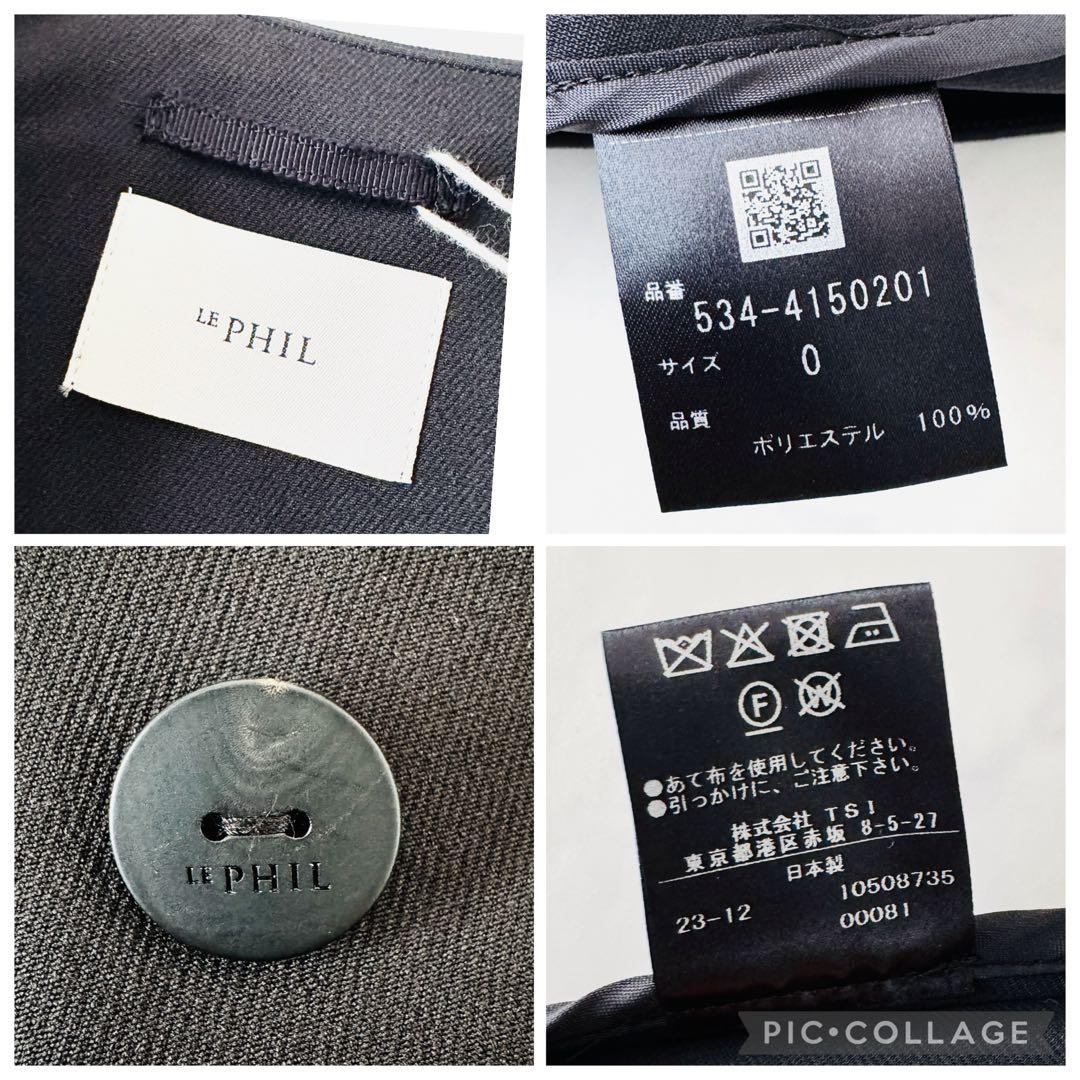 LE PHIL
品番
534-4150201
サイズ 0
品質
ポリエステル 100%
LE PHIL
F
W
●あて布を使用してください。
●引っかけに、ご注意下さい。
株式会社 TSI
東京都港区赤坂 8-5-27
日本製
10508735
23-12 00081
PIC•COLLAGE